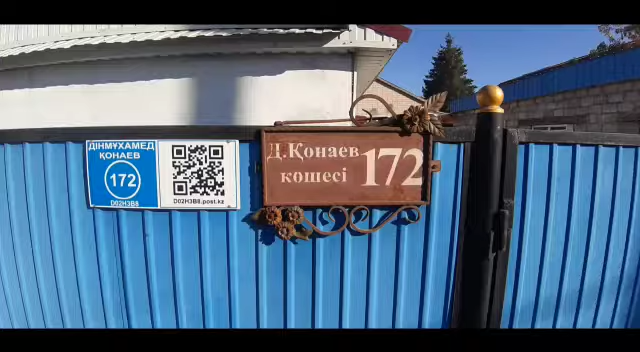 ДІНМҰХАМЕД
ҚОНАЕВ
172
D02H3B8
D02H3B8.post.kz
Д.Қонаев
көшесі
172